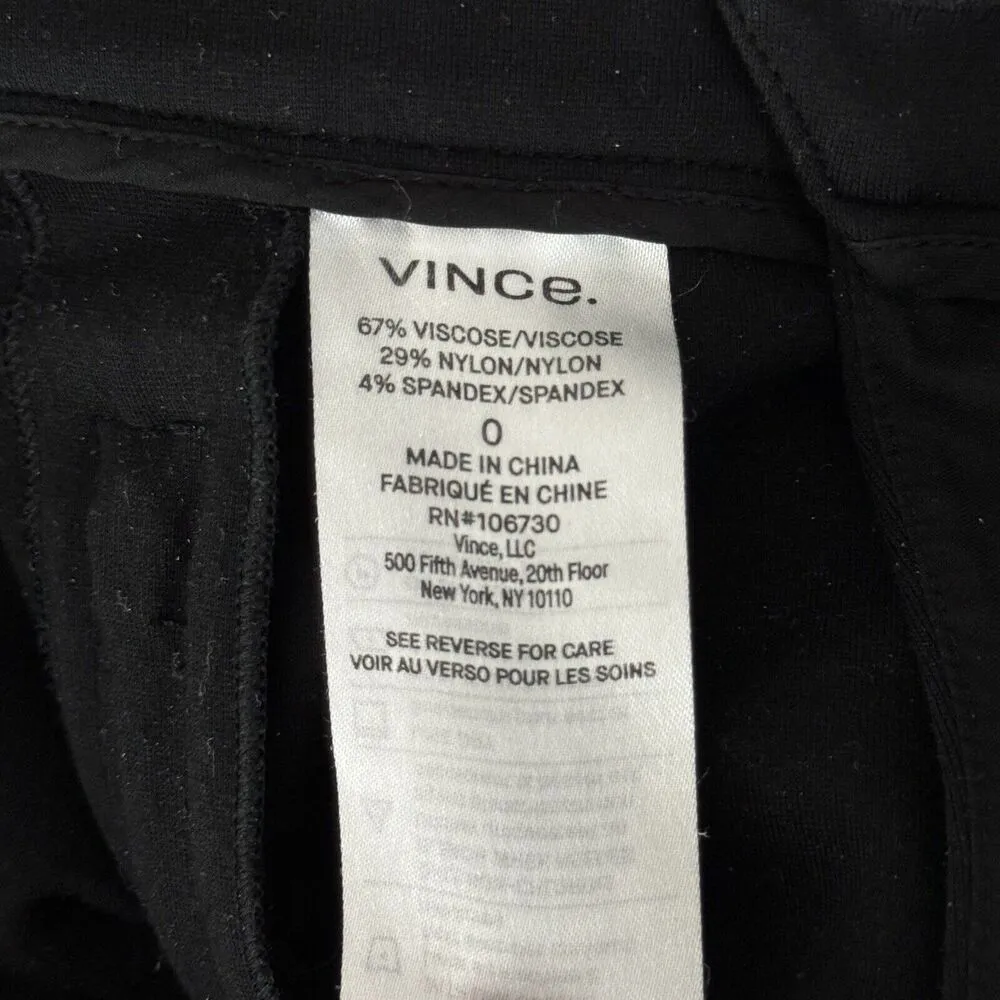 VINCe.
67% VISCOSE/VISCOSE
29% NYLON/NYLON
4% SPANDEX/SPANDEX
0
MADE IN CHINA
FABRIQUÉ EN CHINE
RN#106730
Vince, LLC
500 Fifth Avenue, 20th Floor
New York, NY 10110
SEE REVERSE FOR CARE
VOIR AU VERSO POUR LES SOINS